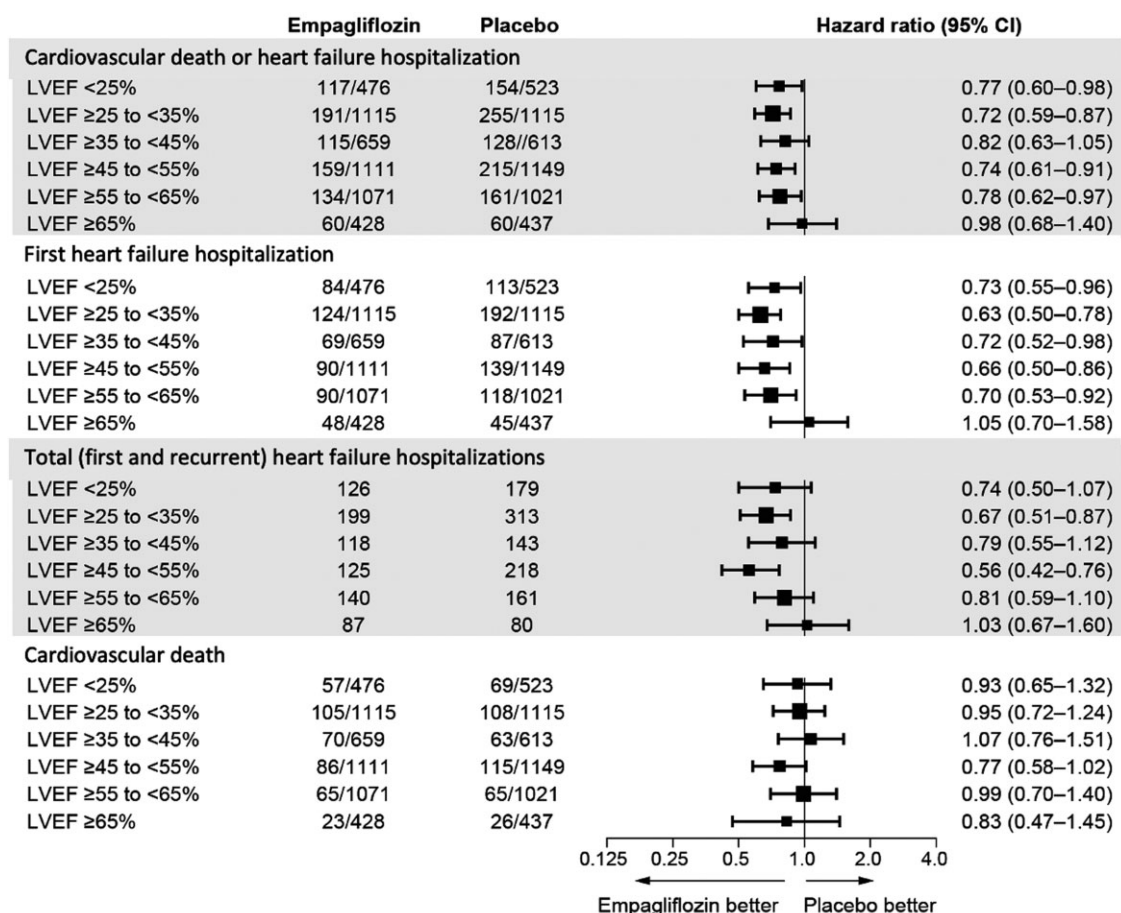 Empagliflozin Placebo Hazard ratio (95% CI)
Cardiovascular death or heart failure hospitalization
LVEF <25% 117/476 154/523 0.77 (0.60–0.98)
LVEF ≥25 to <35% 191/1115 255/1115 0.72 (0.59–0.87)
LVEF ≥35 to <45% 115/659 128//613 0.82 (0.63–1.05)
LVEF ≥45 to <55% 159/1111 215/1149 0.74 (0.61–0.91)
LVEF ≥55 to <65% 134/1071 161/1021 0.78 (0.62–0.97)
LVEF ≥65% 60/428 60/437 0.98 (0.68–1.40)
First heart failure hospitalization
LVEF <25% 84/476 113/523 0.73 (0.55–0.96)
LVEF ≥25 to <35% 124/1115 192/1115 0.63 (0.50–0.78)
LVEF ≥35 to <45% 69/659 87/613 0.72 (0.52–0.98)
LVEF ≥45 to <55% 90/1111 139/1149 0.66 (0.50–0.86)
LVEF ≥55 to <65% 90/1071 118/1021 0.70 (0.53–0.92)
LVEF ≥65% 48/428 45/437 1.05 (0.70–1.58)
Total (first and recurrent) heart failure hospitalizations
LVEF <25% 126 179 0.74 (0.50–1.07)
LVEF ≥25 to <35% 199 313 0.67 (0.51–0.87)
LVEF ≥35 to <45% 118 143 0.79 (0.55–1.12)
LVEF ≥45 to <55% 125 218 0.56 (0.42–0.76)
LVEF ≥55 to <65% 140 161 0.81 (0.59–1.10)
LVEF ≥65% 87 80 1.03 (0.67–1.60)
Cardiovascular death
LVEF <25% 57/476 69/523 0.93 (0.65–1.32)
LVEF ≥25 to <35% 105/1115 108/1115 0.95 (0.72–1.24)
LVEF ≥35 to <45% 70/659 63/613 1.07 (0.76–1.51)
LVEF ≥45 to <55% 86/1111 115/1149 0.77 (0.58–1.02)
LVEF ≥55 to <65% 65/1071 65/1021 0.99 (0.70–1.40)
LVEF ≥65% 23/428 26/437 0.83 (0.47–1.45)
0.125 0.25 0.5 1.0 2.0 4.0
Empagliflozin better Placebo better